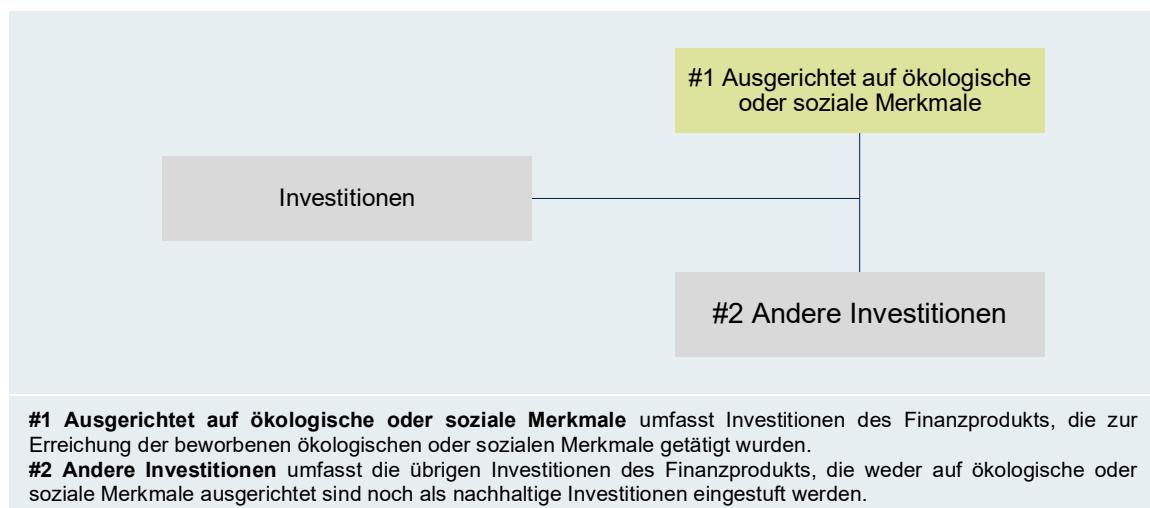 #1 Ausgerichtet auf ökologische
oder soziale Merkmale
Investitionen
#2 Andere Investitionen
#1 Ausgerichtet auf ökologische oder soziale Merkmale umfasst Investitionen des Finanzprodukts, die zur
Erreichung der beworbenen ökologischen oder sozialen Merkmale getätigt wurden.
#2 Andere Investitionen umfasst die übrigen Investitionen des Finanzprodukts, die weder auf ökologische oder
soziale Merkmale ausgerichtet sind noch als nachhaltige Investitionen eingestuft werden.